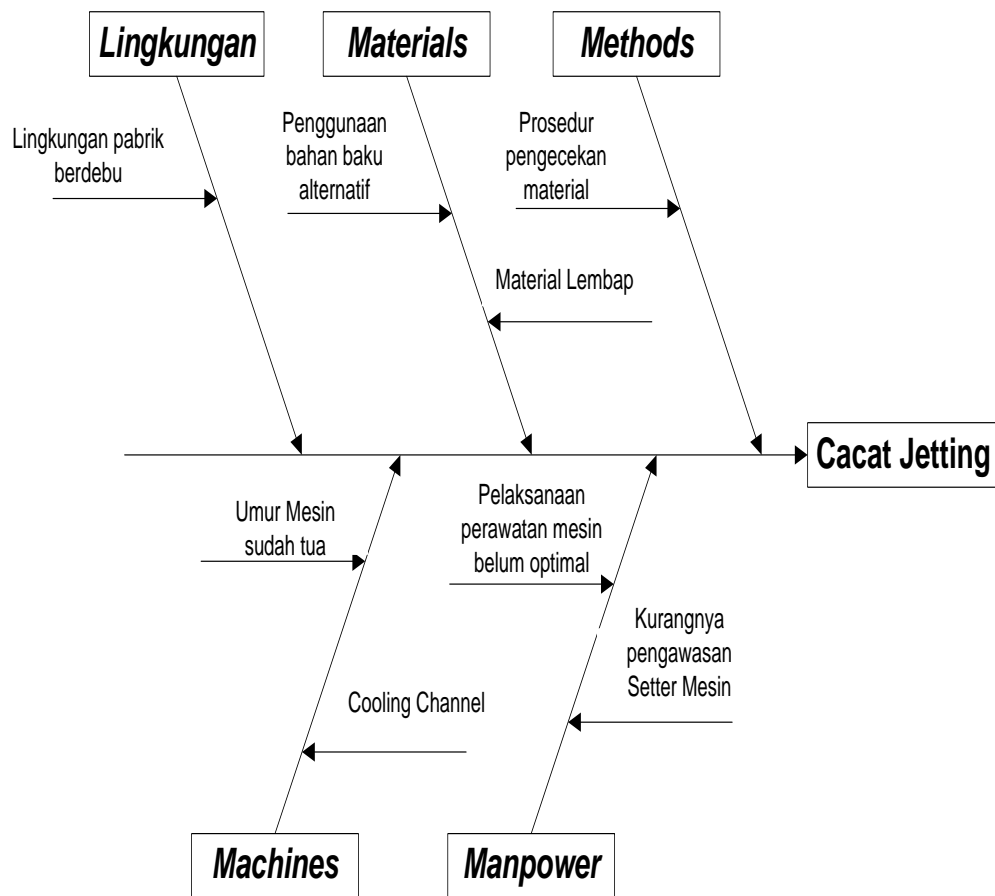 Lingkungan
Materials
Methods
Lingkungan pabrik
berdebu
Penggunaan
bahan baku
alternatif
Prosedur
pengecekan
material
Material Lembap
Cacat Jetting
Umur Mesin
sudah tua
Pelaksanaan
perawatan mesin
belum optimal
Kurangnya
pengawasan
Setter Mesin
Cooling Channel
Machines
Manpower